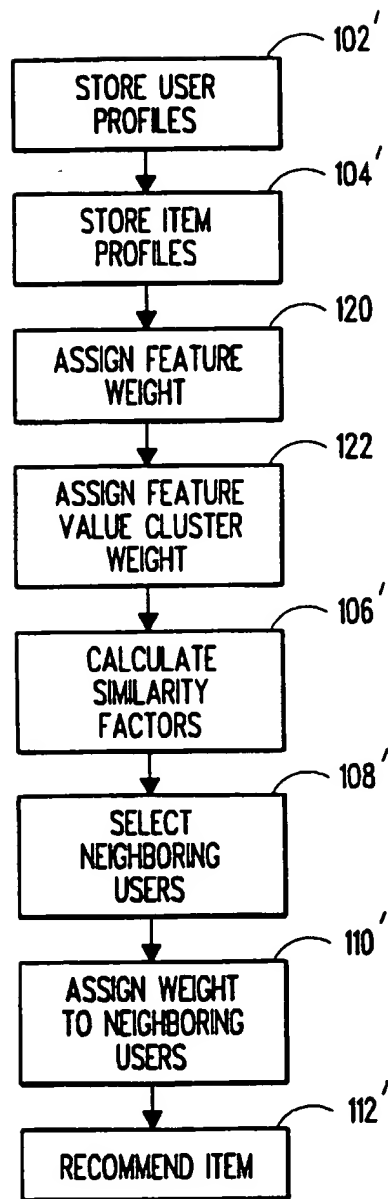 102'
STORE USER
PROFILES
104'
STORE ITEM
PROFILES
120
ASSIGN FEATURE
WEIGHT
122
ASSIGN FEATURE
VALUE CLUSTER
WEIGHT
106'
CALCULATE
SIMILARITY
FACTORS
108'
SELECT
NEIGHBORING
USERS
110'
ASSIGN WEIGHT
TO NEIGHBORING
USERS
112'
RECOMMEND ITEM